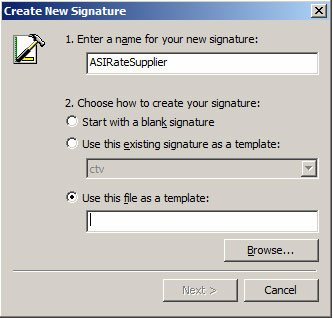 Create New Signature
1. Enter a name for your new signature:
ASIRateSupplier
2. Choose how to create your signature:
Start with a blank signature
Use this existing signature as a template:
ctv
Use this file as a template:
Browse...
Next >
Cancel